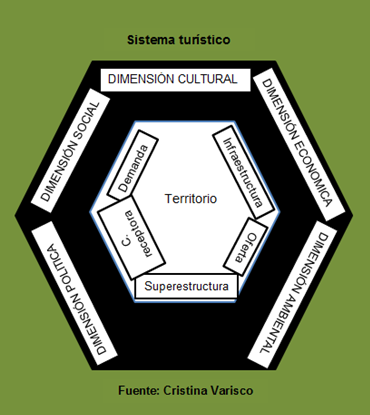 Sistema turístico
DIMENSIÓN CULTURAL
DIMENSIÓN SOCIAL
DIMENSIÓN ECONOMICA
Demanda
Infraestructura
Territorio
C.
receptora
Oferta
Superestructura
DIMENSIÓN POLITICA
DIMENSIÓN AMBIENTAL
Fuente: Cristina Varisco